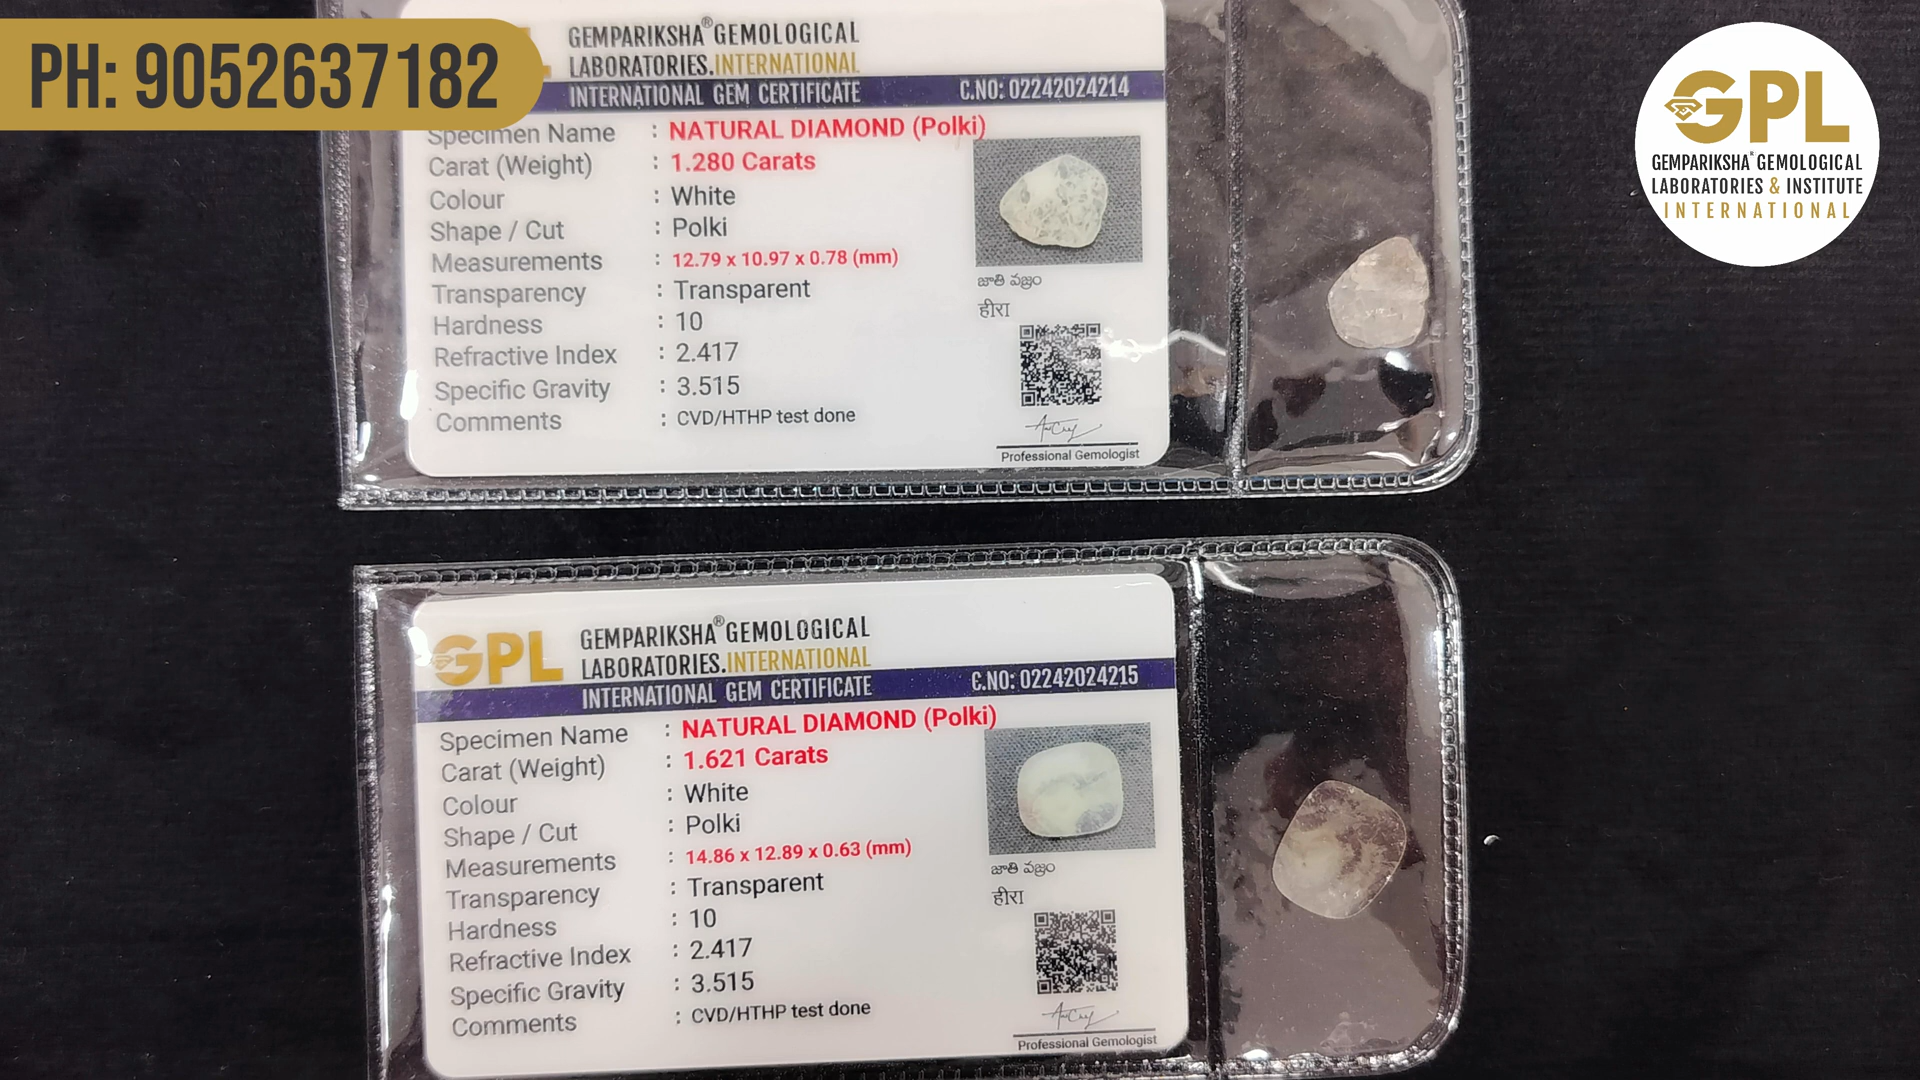 PH: 9052637182
GPL
GEMPARIKSHA® GEMOLOGICAL
LABORATORIES & INSTITUTE
INTERNATIONAL
GEMPARIKSHA® GEMOLOGICAL
LABORATORIES.INTERNATIONAL
INTERNATIONAL GEM CERTIFICATE C.NO: 02242024214
Specimen Name : NATURAL DIAMOND (Polki)
Carat (Weight) : 1.280 Carats
Colour : White
Shape / Cut : Polki
Measurements : 12.79 x 10.97 x 0.78 (mm)
Transparency : Transparent
Hardness : 10
Refractive Index : 2.417
Specific Gravity : 3.515
Comments : CVD/HTHP test done
జాతి వజ్రం
हीरा
Professional Gemologist
GPL
GEMPARIKSHA® GEMOLOGICAL
LABORATORIES.INTERNATIONAL
INTERNATIONAL GEM CERTIFICATE C.NO: 02242024215
Specimen Name : NATURAL DIAMOND (Polki)
Carat (Weight) : 1.621 Carats
Colour : White
Shape / Cut : Polki
Measurements : 14.86 x 12.89 x 0.63 (mm)
Transparency : Transparent
Hardness : 10
Refractive Index : 2.417
Specific Gravity : 3.515
Comments : CVD/HTHP test done
జాతి వజ్రం
हीरा
Professional Gemologist